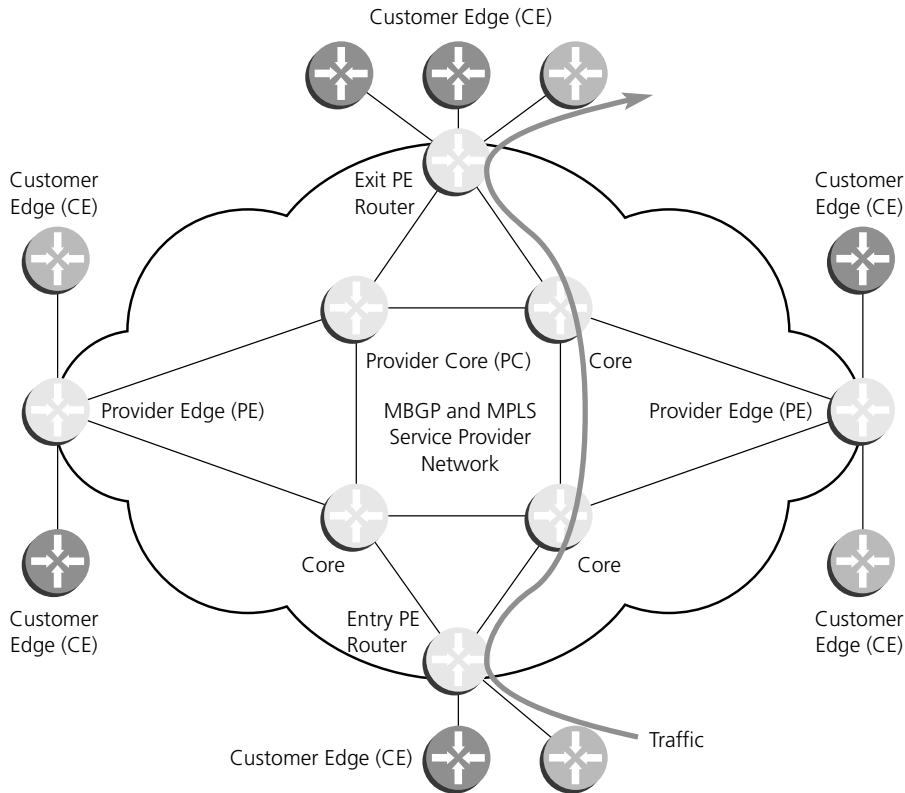 Customer Edge (CE)
Exit PE
Router
Customer
Edge (CE)
Customer
Edge (CE)
Provider Core (PC)
Core
Provider Edge (PE)
MBGP and MPLS
Service Provider
Network
Provider Edge (PE)
Core
Core
Customer
Edge (CE)
Entry PE
Router
Customer
Edge (CE)
Customer Edge (CE)
Traffic